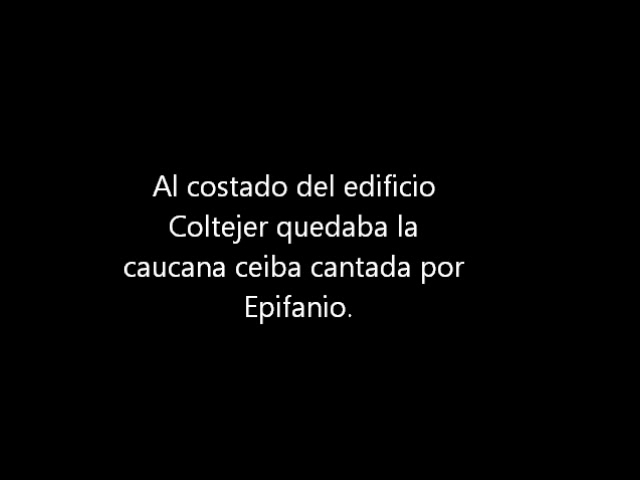 Al costado del edificio
Coltejer quedaba la
caucana ceiba cantada por
Epifanio.